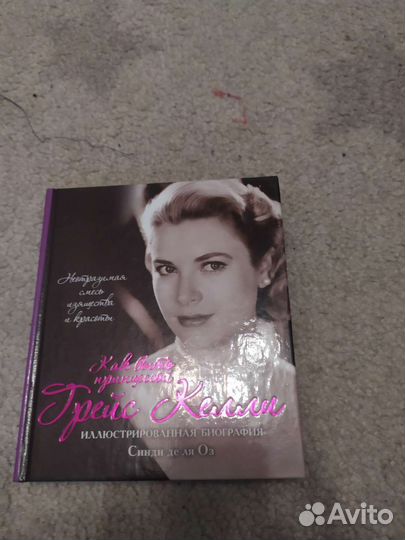 Неотразимая
смесь
изящества
и красоты
Как быть
принцессой
Грейс Келли
ИЛЛЮСТРИРОВАННАЯ БИОГРАФИЯ
Синди де ля Оз
Avito